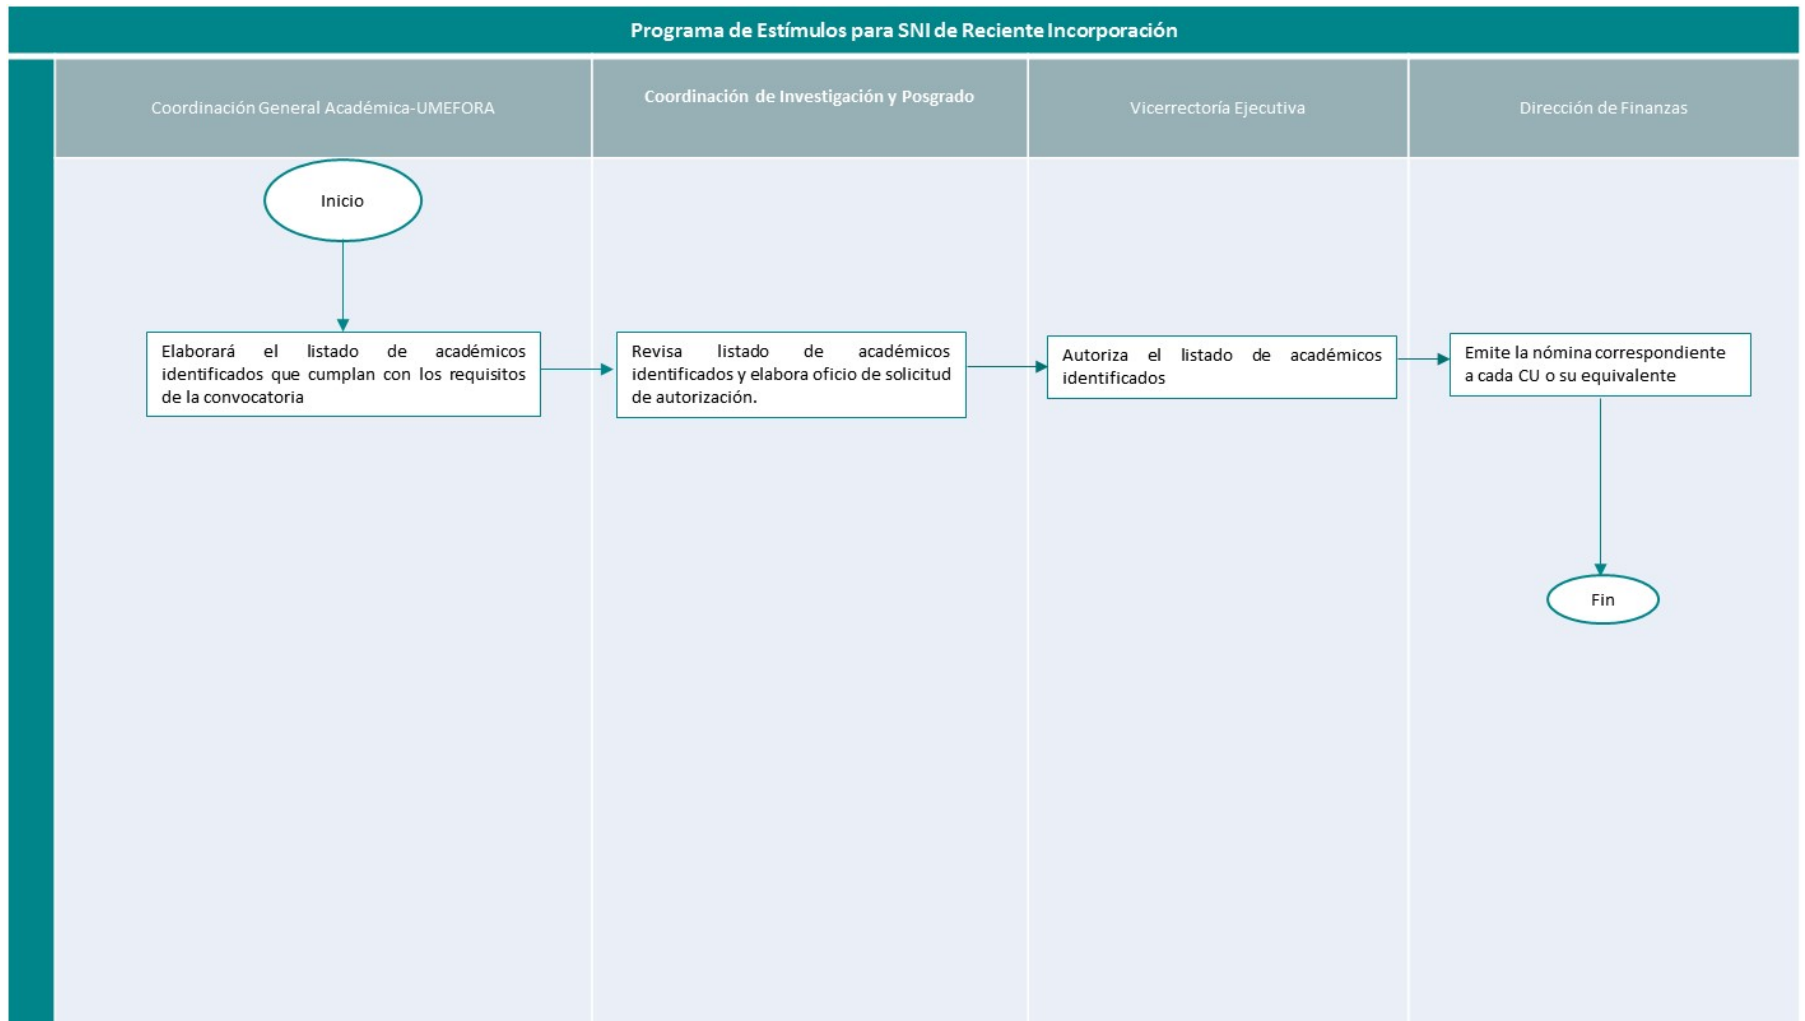 Programa de Estímulos para SNI de Reciente Incorporación
Coordinación General Académica-UMEFORA
Coordinación de Investigación y Posgrado
Vicerrectoría Ejecutiva
Dirección de Finanzas
Inicio
Elaborará el listado de académicos
identificados que cumplan con los requisitos
de la convocatoria
Revisa listado de académicos
identificados y elabora oficio de solicitud
de autorización.
Autoriza el listado de académicos
identificados
Emite la nómina correspondiente
a cada CU o su equivalente
Fin